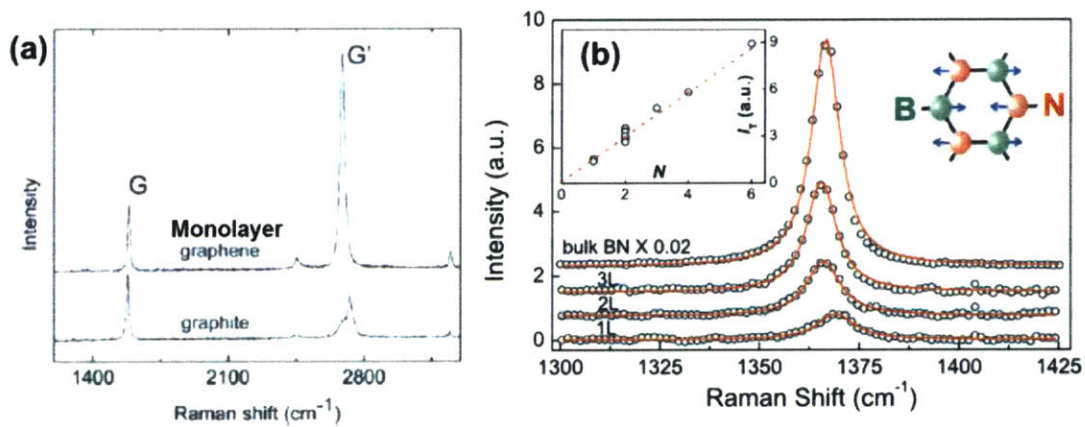 (a)
G
G'
Monolayer
graphene
graphite
Intensity
1400 2100 2800
Raman shift (cm⁻¹)
(b)
10
8
6
4
2
0
Intensity (a.u.)
9
6
3
0
I_T (a.u.)
0 2 4 6
N
B N
bulk BN X 0.02
3L
2L
1L
1300 1325 1350 1375 1400 1425
Raman Shift (cm⁻¹)